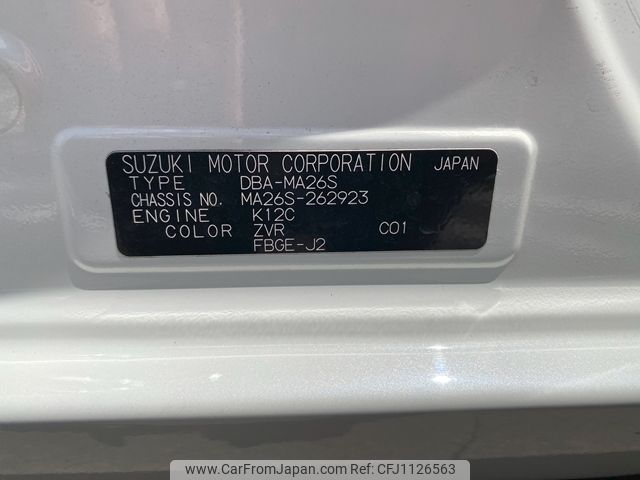 SUZUKI MOTOR CORPORATION JAPAN
TYPE DBA-MA26S
CHASSIS NO. MA26S-262923
ENGINE K12C
COLOR ZVR C01
FBGE-J2
www.CarFromJapan.com - CFJ1126563